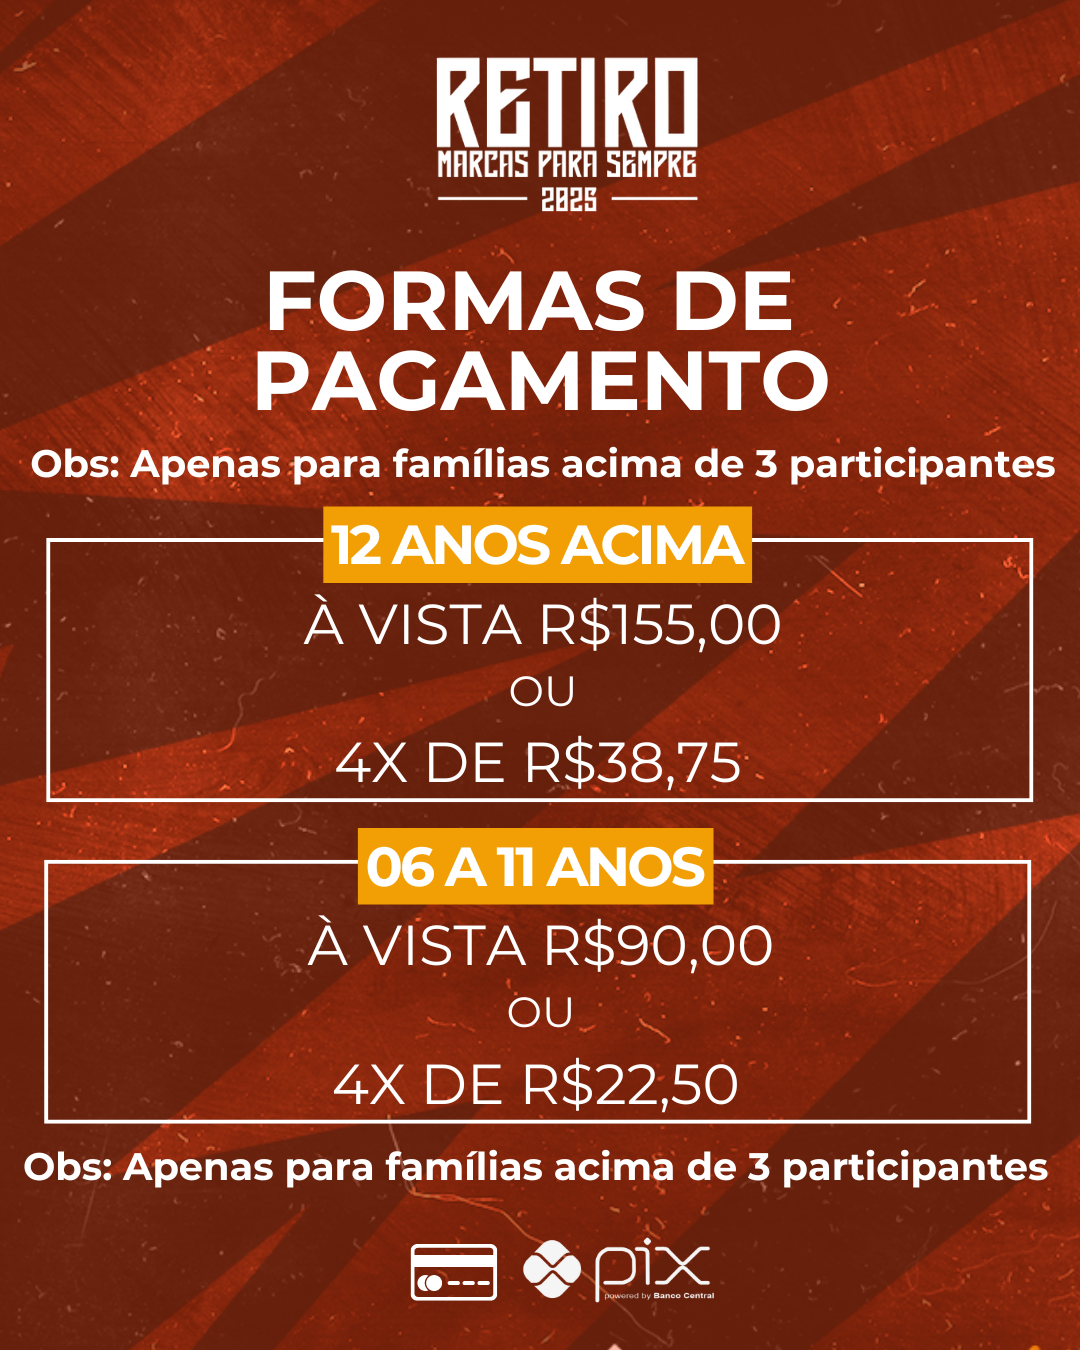 RETIRO
MARCAS PARA SEMPRE
2025
FORMAS DE
PAGAMENTO
Obs: Apenas para famílias acima de 3 participantes
12 ANOS ACIMA
À VISTA R$155,00
OU
4X DE R$38,75
06 A 11 ANOS
À VISTA R$90,00
OU
4X DE R$22,50
Obs: Apenas para famílias acima de 3 participantes
pix
powered by Banco Central